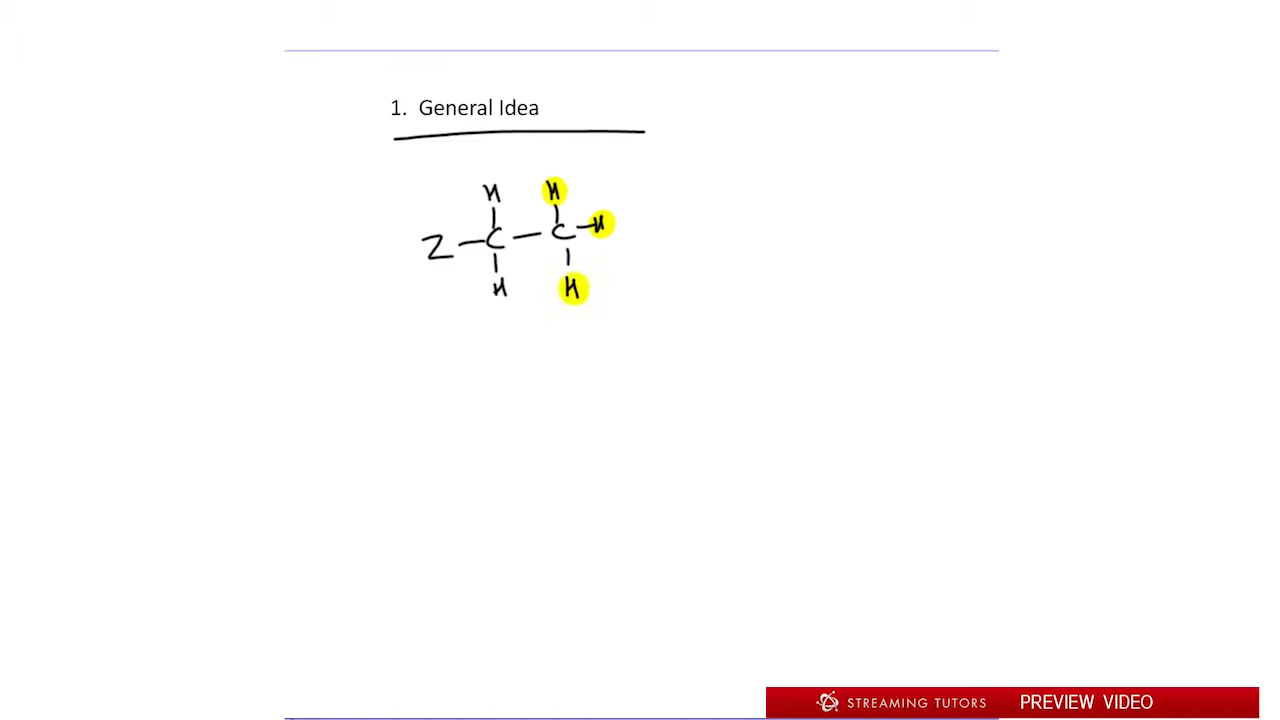 1. General Idea
H H
Z - C - C - H
H H
STREAMING TUTORS PREVIEW VIDEO